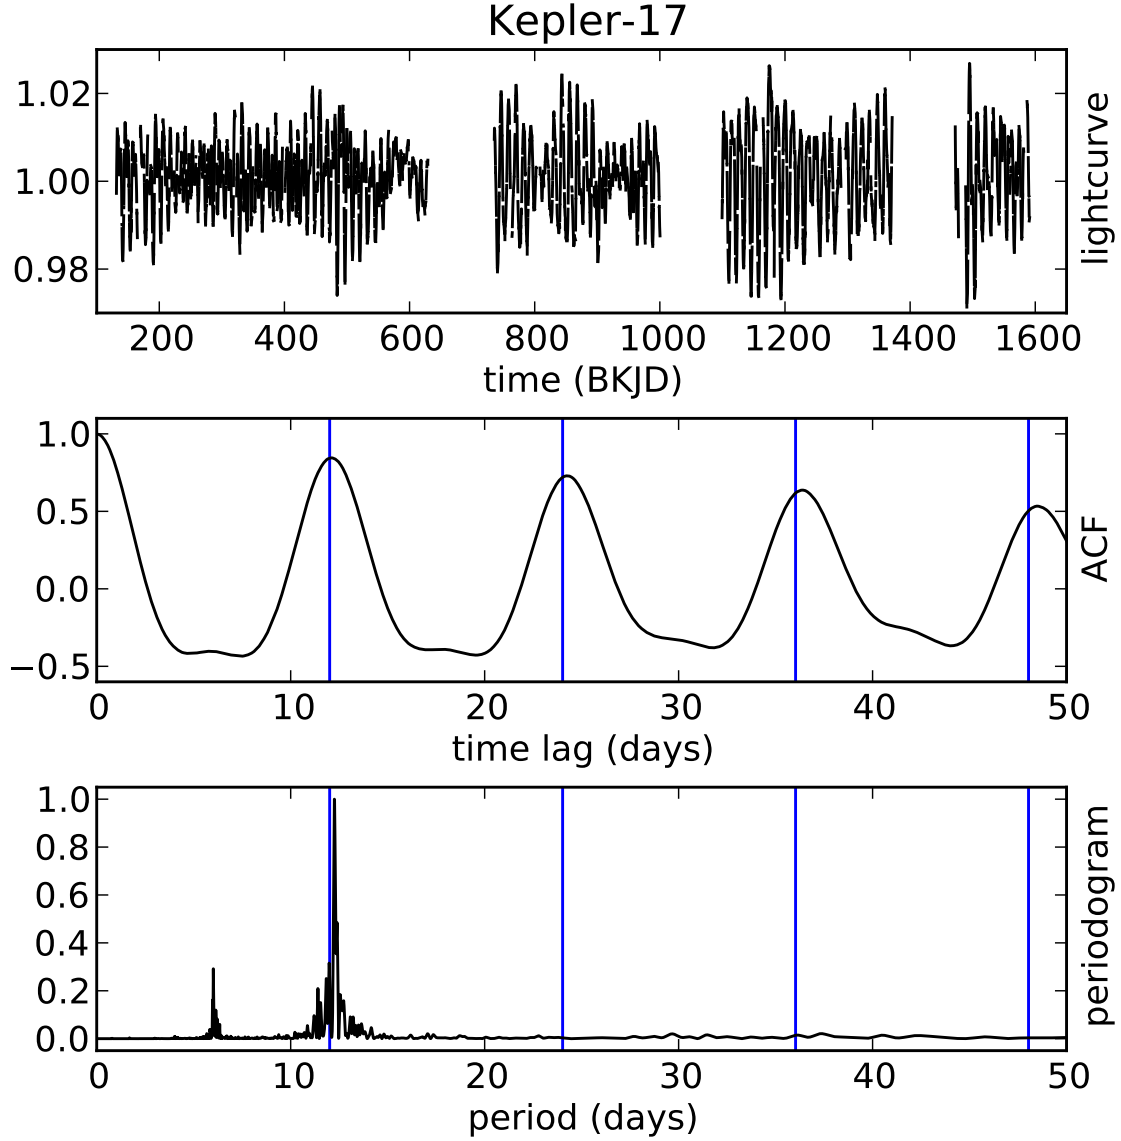 Kepler-17
1.02
1.00
0.98
lightcurve
200 400 600 800 1000 1200 1400 1600
time (BKJD)
1.0
0.5
0.0
−0.5
ACF
0 10 20 30 40 50
time lag (days)
1.0
0.8
0.6
0.4
0.2
0.0
periodogram
0 10 20 30 40 50
period (days)